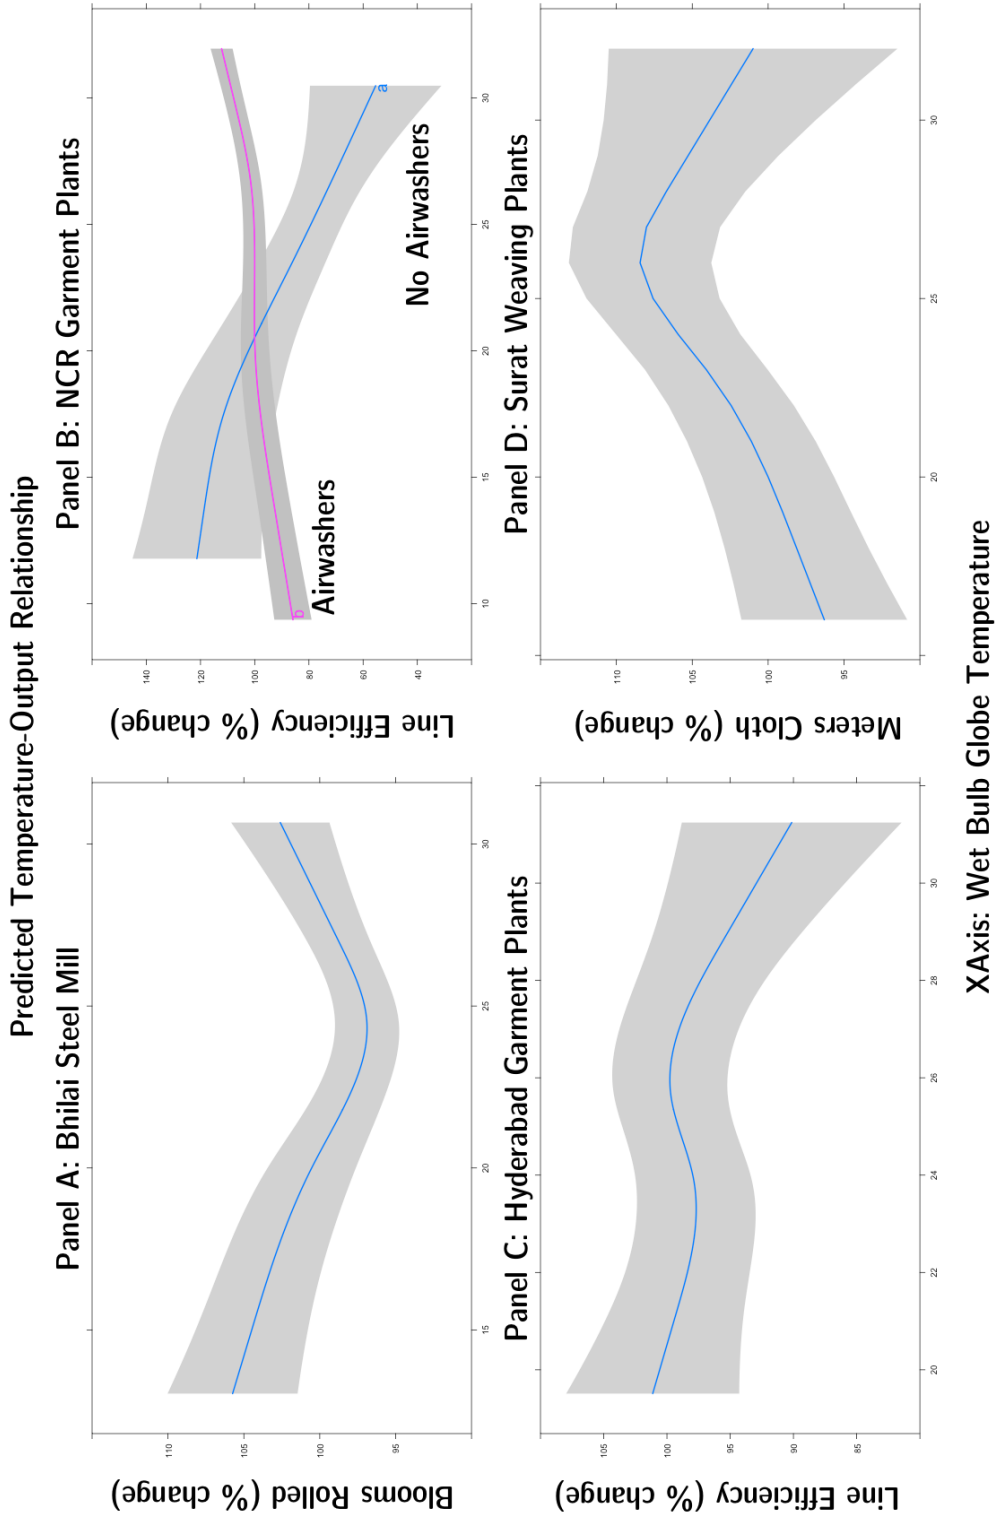 Predicted Temperature-Output Relationship
Panel A: Bhilai Steel Mill
Blooms Rolled (% change)
110
105
100
95
15
20
25
30
Panel B: NCR Garment Plants
Line Efficiency (% change)
140
120
100
80
60
10
15
20
25
30
a
b
Airwashers
No Airwashers
Panel C: Hyderabad Garment Plants
Line Efficiency (% change)
105
100
95
90
85
20
22
24
26
28
30
Panel D: Surat Weaving Plants
Meters Cloth (% change)
110
105
100
95
20
25
30
XAxis: Wet Bulb Globe Temperature